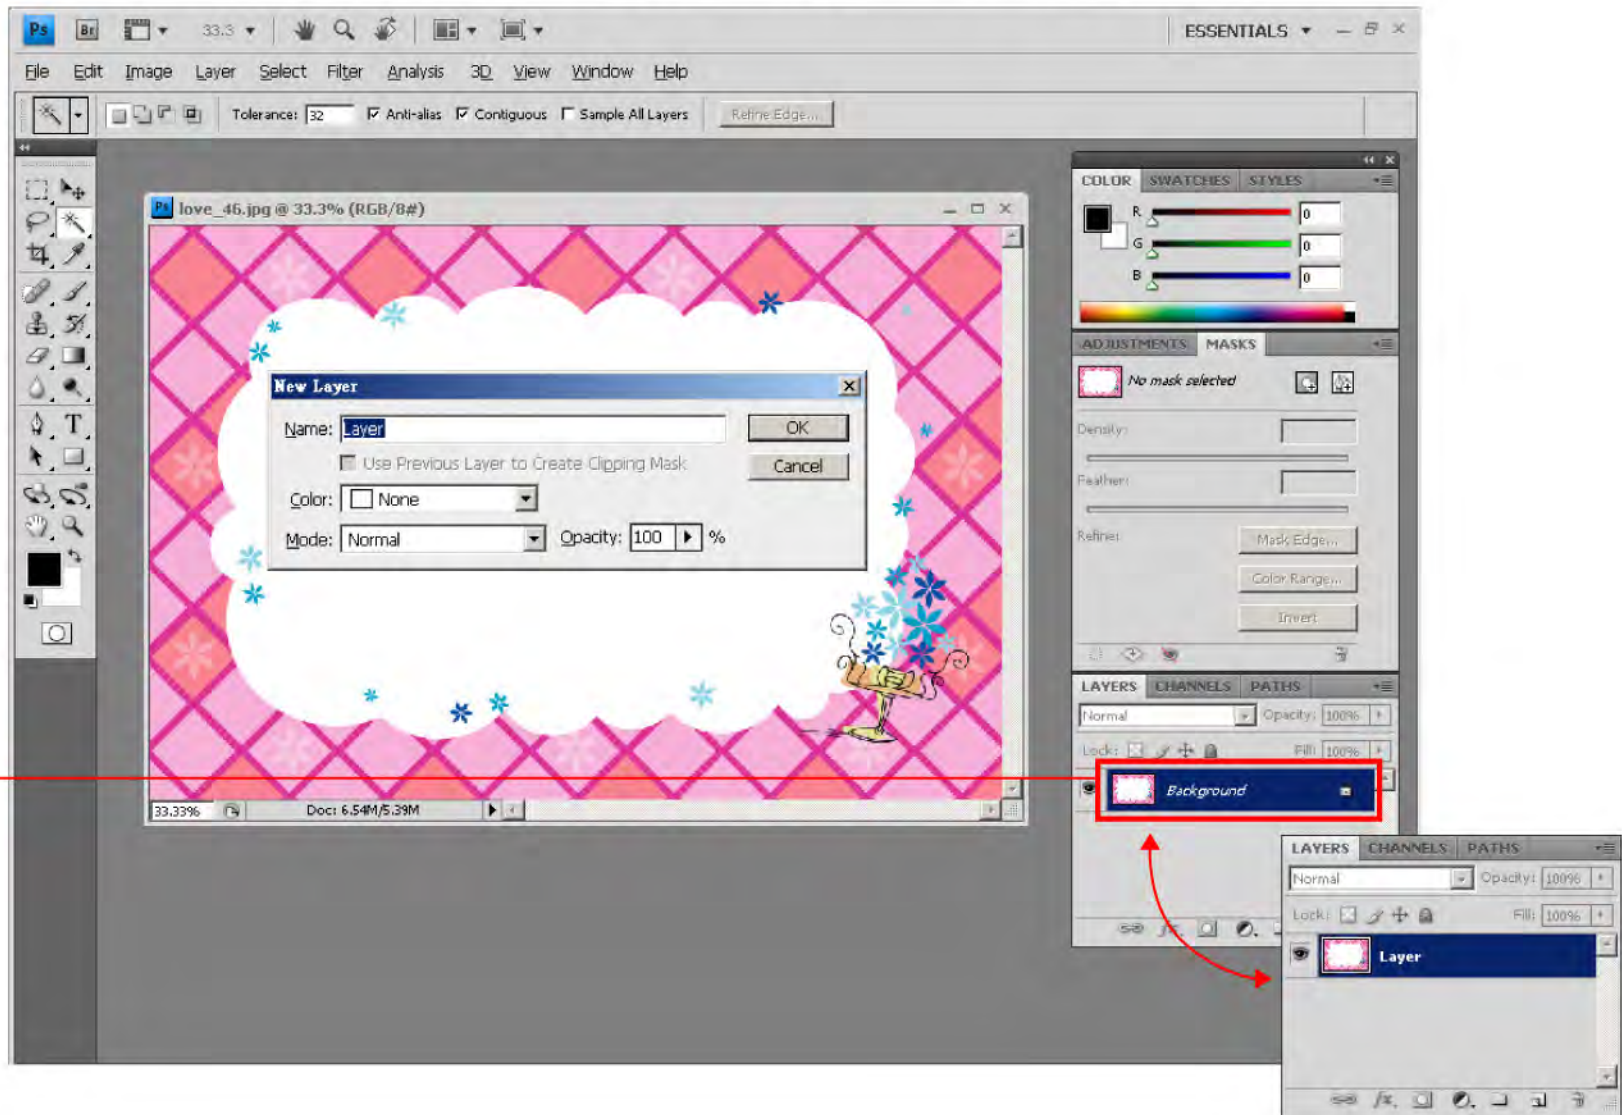 Ps Br 33.3 ESSENTIALS
File Edit Image Layer Select Filter Analysis 3D View Window Help
Tolerance: 32 Anti-alias Contiguous Sample All Layers Refine Edge...
Ps love_46.jpg @ 33.3% (RGB/8#)
New Layer
Name: Layer OK
Use Previous Layer to Create Clipping Mask Cancel
Color: None
Mode: Normal Opacity: 100 %
33.33% Doc: 6.54M/5.39M
COLOR SWATCHES STYLES
R 0
G 0
B 0
ADJUSTMENTS MASKS
No mask selected
Density:
Feather:
Refine: Mask Edge...
Color Range...
Invert
LAYERS CHANNELS PATHS
Normal Opacity: 100%
Lock: Fill: 100%
Background
LAYERS CHANNELS PATHS
Normal Opacity: 100%
Lock: Fill: 100%
Layer